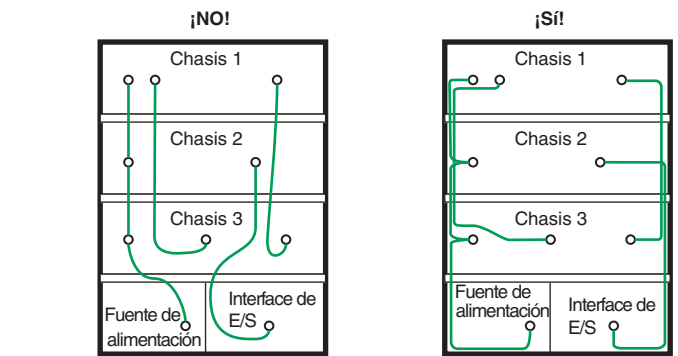 ¡NO!
Chasis 1
Chasis 2
Chasis 3
Fuente de
alimentación
Interface de
E/S
¡Sí!
Chasis 1
Chasis 2
Chasis 3
Fuente de
alimentación
Interface de
E/S